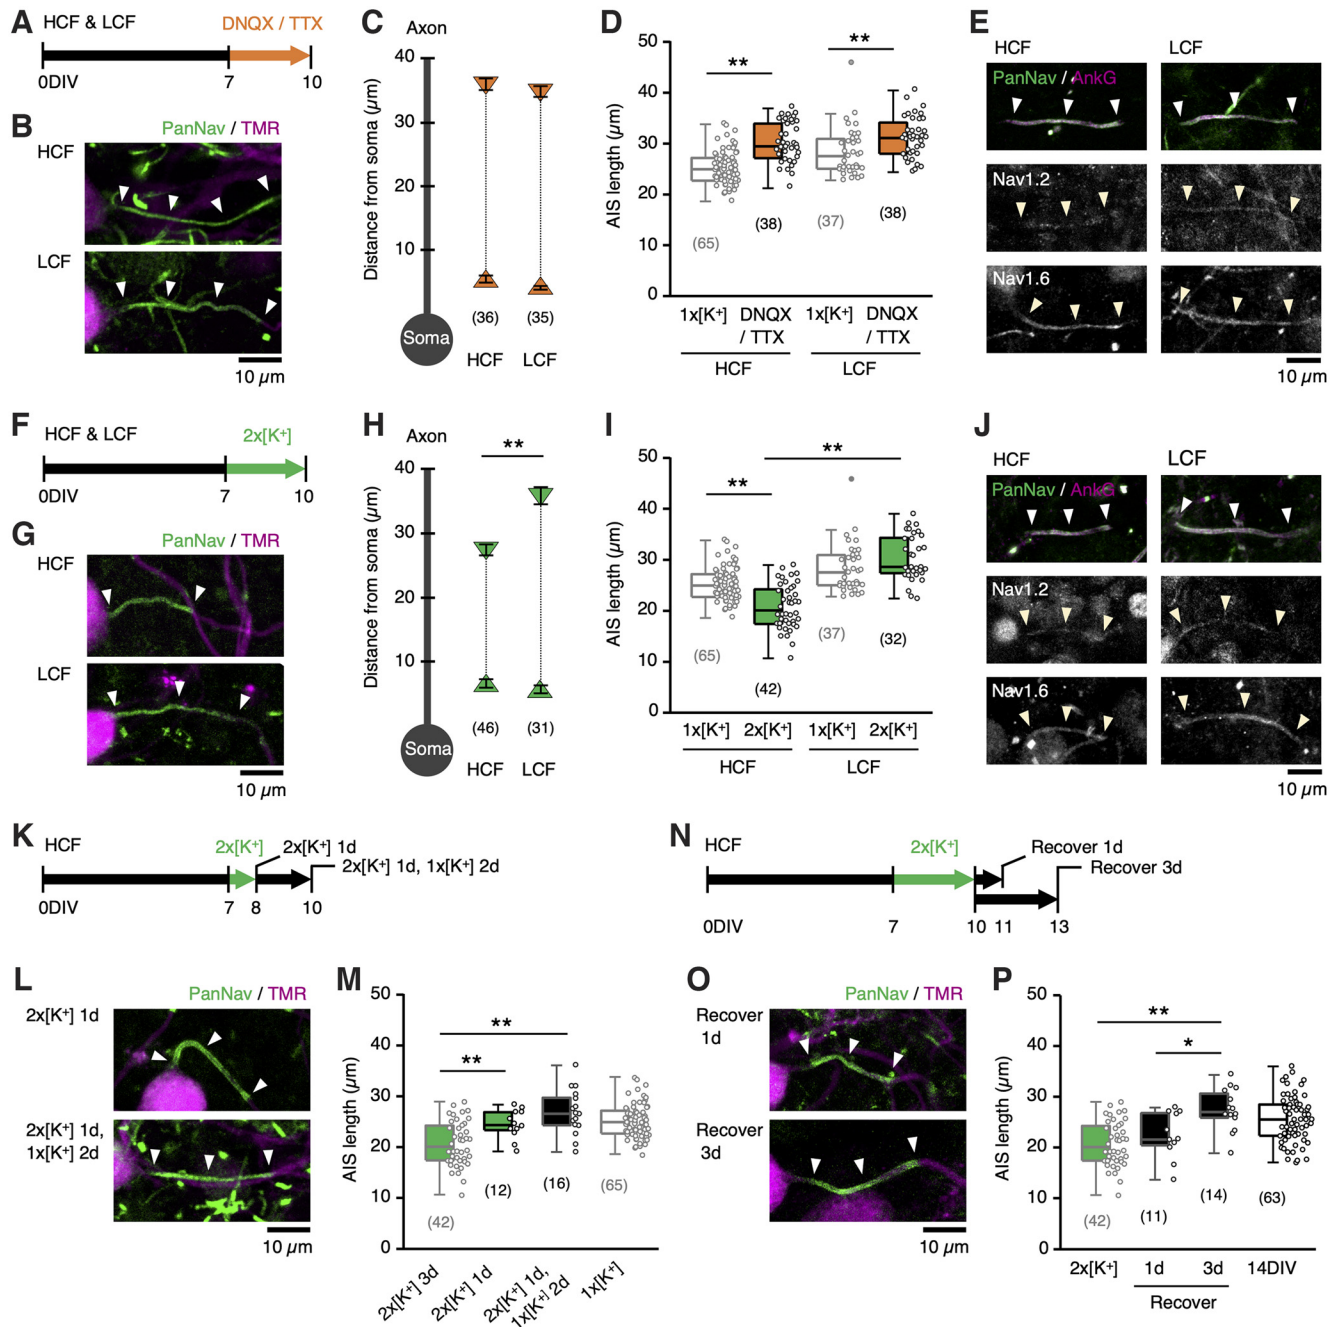 A
HCF & LCF
DNQX / TTX
0DIV
7
10
B
PanNav / TMR
HCF
LCF
10 µm
C
Axon
Distance from soma (µm)
40
30
20
10
(36)
(35)
Soma
HCF
LCF
D
AIS length (µm)
50
40
30
20
10
0
**
**
(65)
(38)
(37)
(38)
1x[K⁺]
DNQX / TTX
1x[K⁺]
DNQX / TTX
HCF
LCF
E
HCF
LCF
PanNav / AnkG
Nav1.2
Nav1.6
10 µm
F
HCF & LCF
2x[K⁺]
0DIV
7
10
G
PanNav / TMR
HCF
LCF
10 µm
H
Axon
**
Distance from soma (µm)
40
30
20
10
(46)
(31)
Soma
HCF
LCF
I
AIS length (µm)
50
40
30
20
10
0
**
**
(65)
(42)
(37)
(32)
1x[K⁺]
2x[K⁺]
1x[K⁺]
2x[K⁺]
HCF
LCF
J
HCF
LCF
PanNav / AnkG
Nav1.2
Nav1.6
10 µm
K
HCF
2x[K⁺]
2x[K⁺] 1d
2x[K⁺] 1d, 1x[K⁺] 2d
0DIV
7
8
10
N
HCF
2x[K⁺]
Recover 1d
Recover 3d
0DIV
7
10
11
13
L
PanNav / TMR
2x[K⁺] 1d
2x[K⁺] 1d,
1x[K⁺] 2d
10 µm
M
AIS length (µm)
50
40
30
20
10
0
**
**
(42)
(12)
(16)
(65)
2x[K⁺] 3d
2x[K⁺] 1d
2x[K⁺] 1d,
1x[K⁺] 2d
1x[K⁺]
O
PanNav / TMR
Recover
1d
Recover
3d
10 µm
P
AIS length (µm)
50
40
30
20
10
0
**
*
(42)
(11)
(14)
(63)
2x[K⁺]
1d
3d
14DIV
Recover